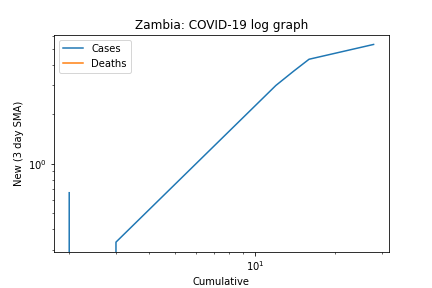 Zambia: COVID-19 log graph
Cases
Deaths
New (3 day SMA)
10⁰
10¹
Cumulative